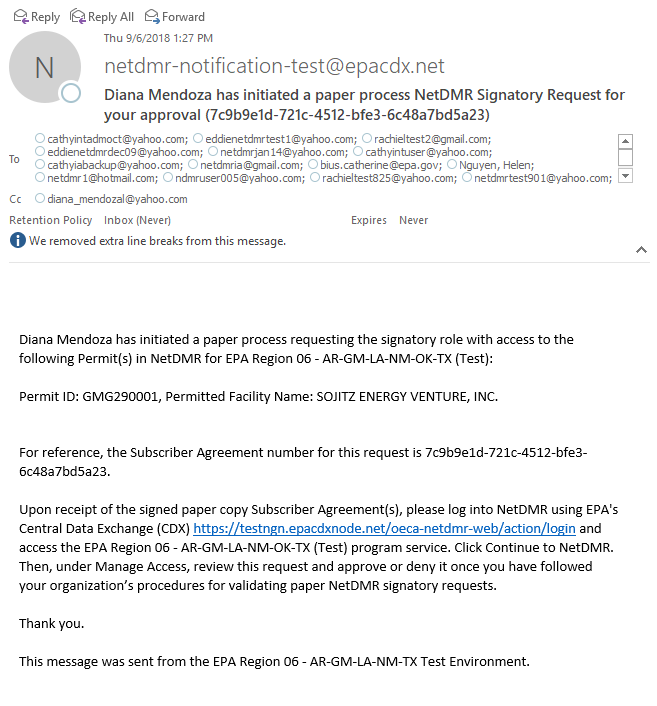 Reply Reply All Forward
Thu 9/6/2018 1:27 PM
N
netdmr-notification-test@epacdx.net
Diana Mendoza has initiated a paper process NetDMR Signatory Request for
your approval (7c9b9e1d-721c-4512-bfe3-6c48a7bd5a23)
To
cathyintadmoct@yahoo.com; eddienetdmrtest1@yahoo.com; rachieltest2@gmail.com;
eddienetdmrdec09@yahoo.com; netdmrjan14@yahoo.com; cathyintuser@yahoo.com;
cathyiabackup@yahoo.com; netdmria@gmail.com; bius.catherine@epa.gov; Nguyen, Helen;
netdmr1@hotmail.com; ndmruser005@yahoo.com; rachieltest825@yahoo.com; netdmrtest901@yahoo.com;
Cc diana_mendozal@yahoo.com
Retention Policy Inbox (Never) Expires Never
We removed extra line breaks from this message.
Diana Mendoza has initiated a paper process requesting the signatory role with access to the
following Permit(s) in NetDMR for EPA Region 06 - AR-GM-LA-NM-OK-TX (Test):
Permit ID: GMG290001, Permitted Facility Name: SOJITZ ENERGY VENTURE, INC.
For reference, the Subscriber Agreement number for this request is 7c9b9e1d-721c-4512-bfe3-
6c48a7bd5a23.
Upon receipt of the signed paper copy Subscriber Agreement(s), please log into NetDMR using EPA's
Central Data Exchange (CDX) https://testngn.epacdxnode.net/oeca-netdmr-web/action/login and
access the EPA Region 06 - AR-GM-LA-NM-OK-TX (Test) program service. Click Continue to NetDMR.
Then, under Manage Access, review this request and approve or deny it once you have followed
your organization’s procedures for validating paper NetDMR signatory requests.
Thank you.
This message was sent from the EPA Region 06 - AR-GM-LA-NM-TX Test Environment.